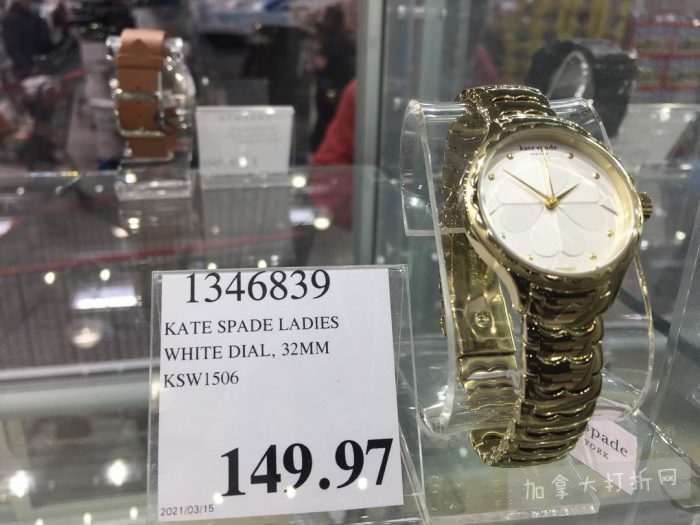 kate spade
1346839
KATE SPADE LADIES
WHITE DIAL, 32MM
KSW1506
149.97
2021/03/15
spade
YORK
加拿大打折网